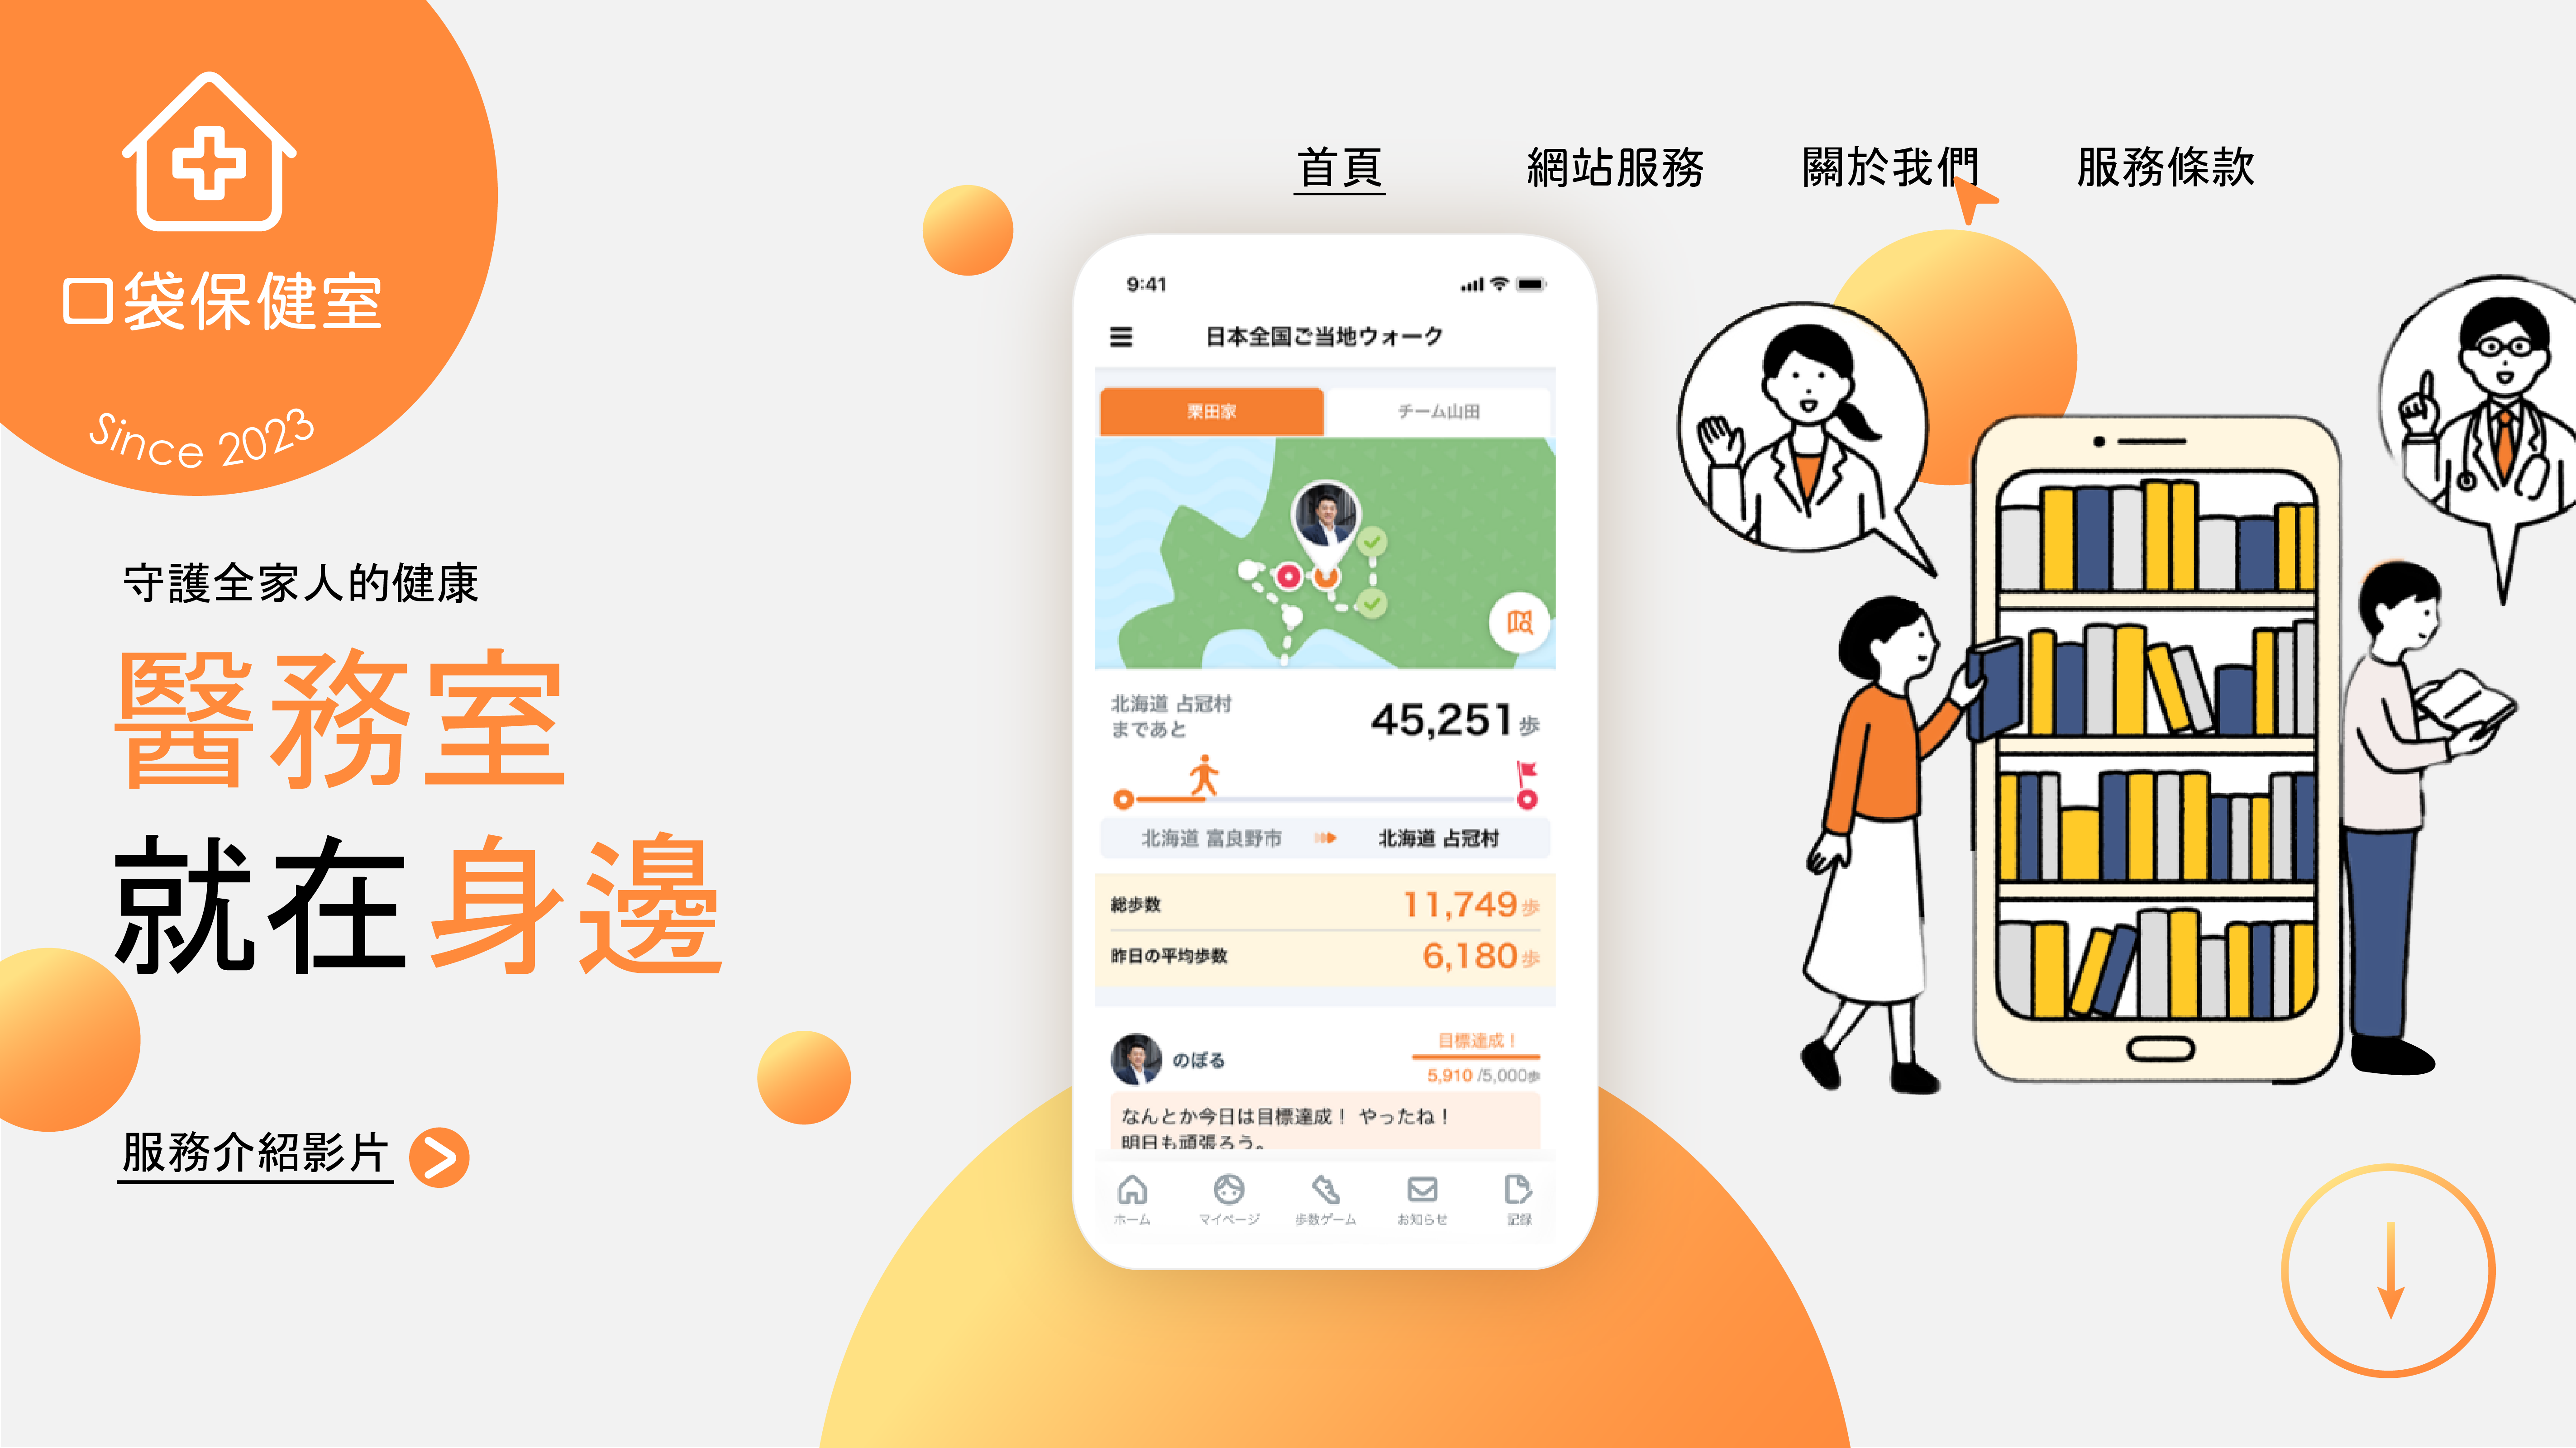 口袋保健室
Since 2023
首頁
網站服務
關於我們
服務條款
守護全家人的健康
醫務室
就在身邊
服務介紹影片
9:41
日本全国ご当地ウォーク
栗田家
チーム山田
北海道 占冠村
まであと
45,251歩
北海道 富良野市
北海道 占冠村
総歩数
11,749歩
昨日の平均歩数
6,180歩
のぼる
目標達成！
5,910 /5,000歩
なんとか今日は目標達成！ やったね！
明日も頑張ろう。
ホーム
マイページ
歩数ゲーム
お知らせ
記録